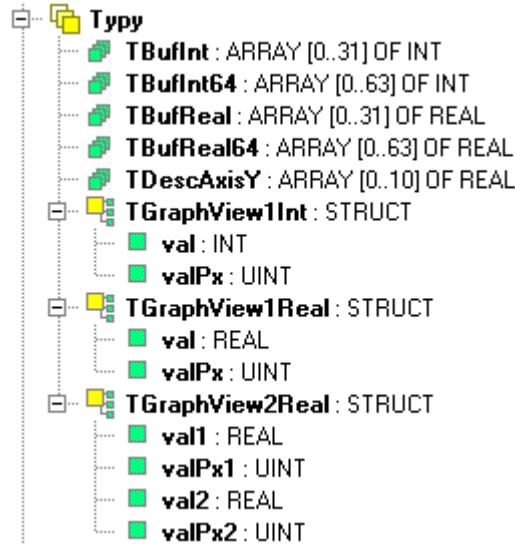 Typy
TBufInt : ARRAY [0..31] OF INT
TBufInt64 : ARRAY [0..63] OF INT
TBufReal : ARRAY [0..31] OF REAL
TBufReal64 : ARRAY [0..63] OF REAL
TDescAxisY : ARRAY [0..10] OF REAL
TGraphView1Int : STRUCT
val : INT
valPx : UINT
TGraphView1Real : STRUCT
val : REAL
valPx : UINT
TGraphView2Real : STRUCT
val1 : REAL
valPx1 : UINT
val2 : REAL
valPx2 : UINT